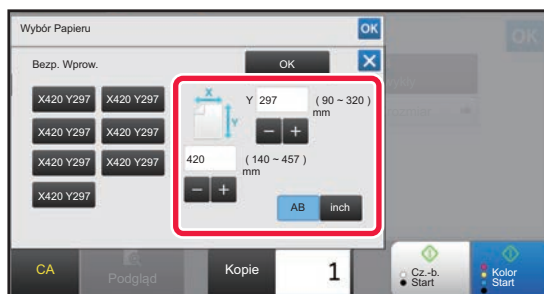 Wybór Papieru
OK
OK
Bezp. Wprow.
OK
X420 Y297
X420 Y297
X
Y
Y 297 (90 ~ 320)
mm
X420 Y297
X420 Y297
X420 Y297
X420 Y297
420 (140 ~ 457)
mm
X420 Y297
AB
inch
CA
Podgląd
Kopie
1
Cz.-b.
Start
Kolor
Start